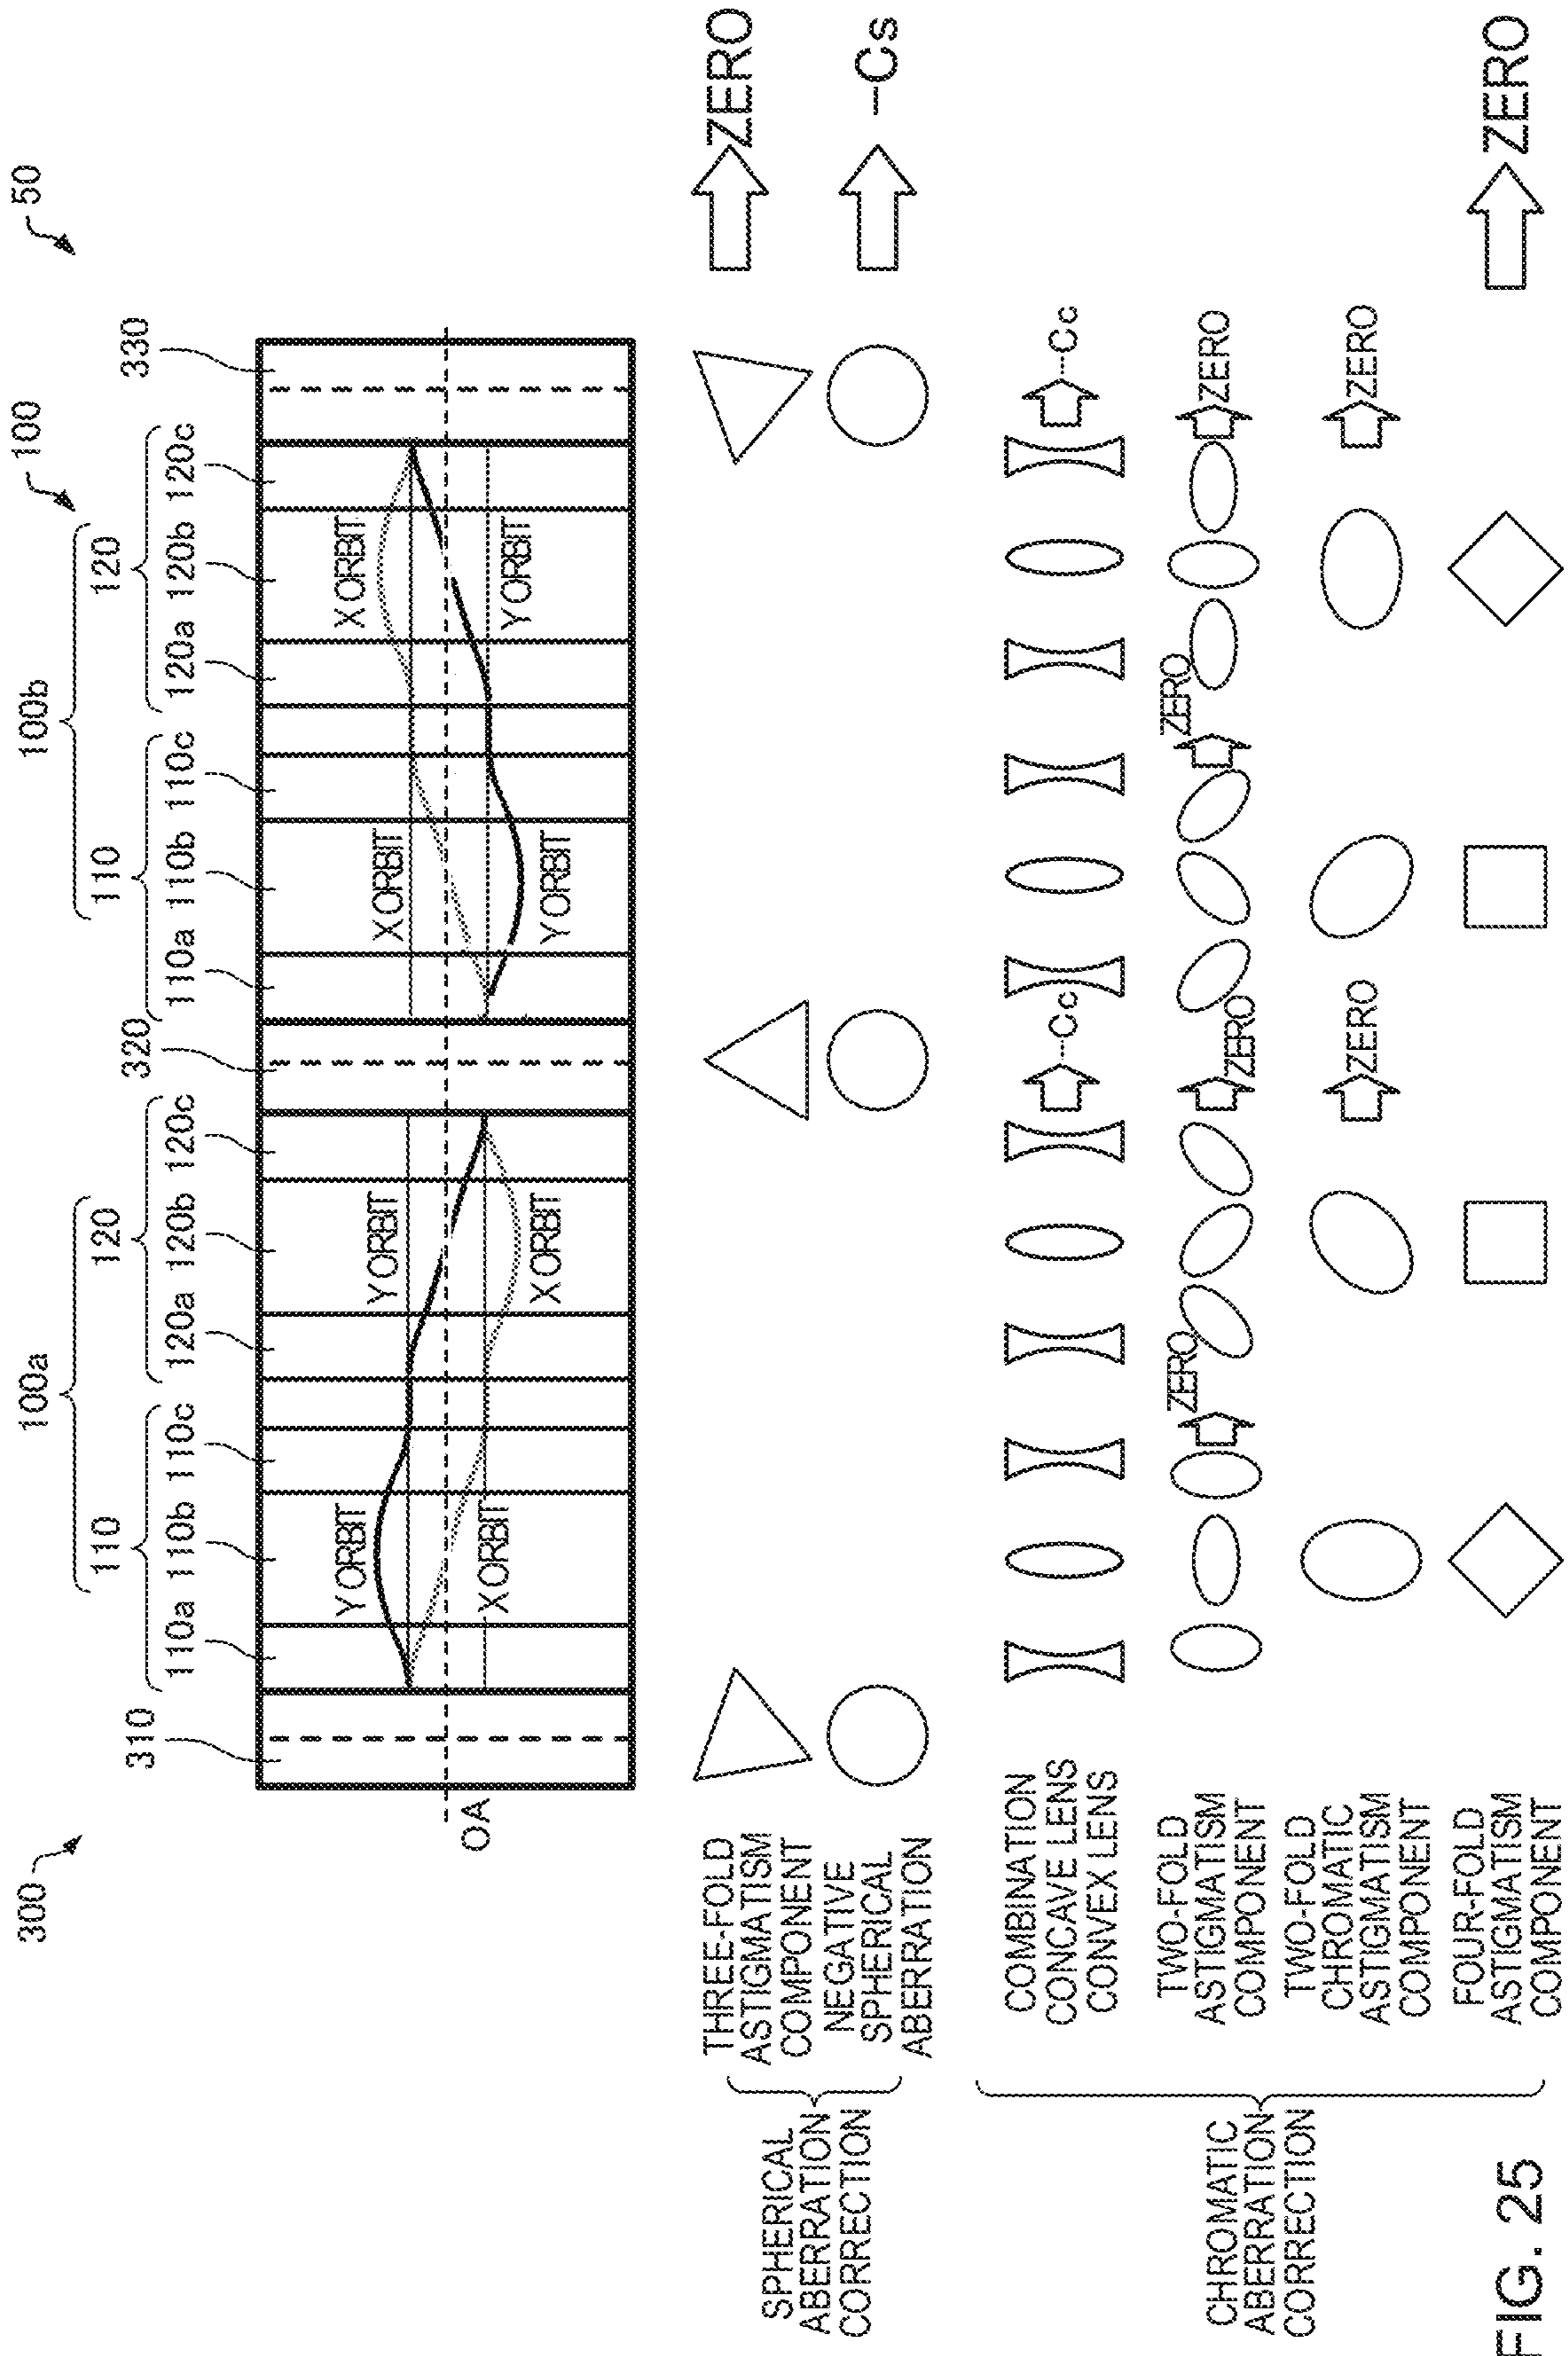 300
50
100a
100b
100
110
120
110
120
310
110a
110b
110c
120a
120b
120c
320
110a
110b
110c
120a
120b
120c
330
Y ORBIT
Y ORBIT
X ORBIT
X ORBIT
OA
X ORBIT
X ORBIT
Y ORBIT
Y ORBIT
SPHERICAL
ABERRATION
CORRECTION
THREE-FOLD
ASTIGMATISM
COMPONENT
ZERO
NEGATIVE
SPHERICAL
ABERRATION
-Cs
CHROMATIC
ABERRATION
CORRECTION
COMBINATION
CONCAVE LENS
CONVEX LENS
-Cc
-Cc
TWO-FOLD
ASTIGMATISM
COMPONENT
ZERO
ZERO
ZERO
ZERO
TWO-FOLD
CHROMATIC
ASTIGMATISM
COMPONENT
ZERO
ZERO
FOUR-FOLD
ASTIGMATISM
COMPONENT
ZERO
FIG. 25